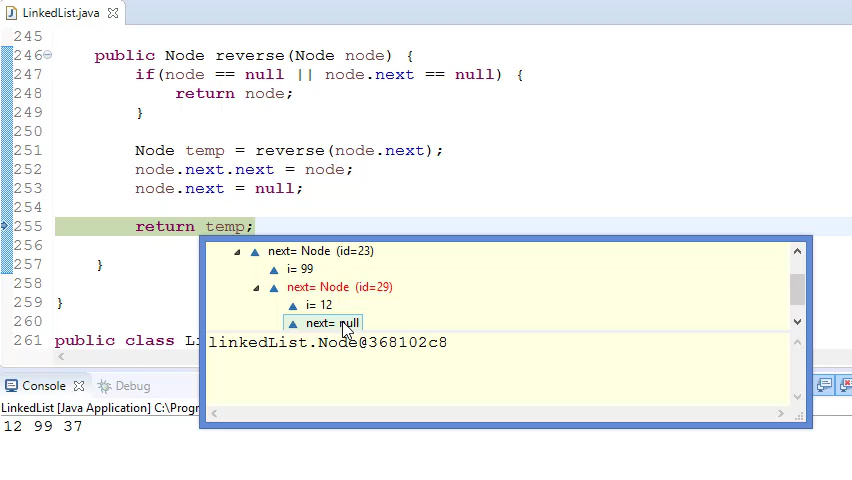 LinkedList.java
245
246 public Node reverse(Node node) {
247 if(node == null || node.next == null) {
248 return node;
249 }
250
251 Node temp = reverse(node.next);
252 node.next.next = node;
253 node.next = null;
254
255 return temp;
256
257 }
258
259 }
260
261 public class Li
next= Node (id=23)
i= 99
next= Node (id=29)
i= 12
next= null
linkedList.Node@368102c8
Console Debug
LinkedList [Java Application] C:\Progr
12 99 37